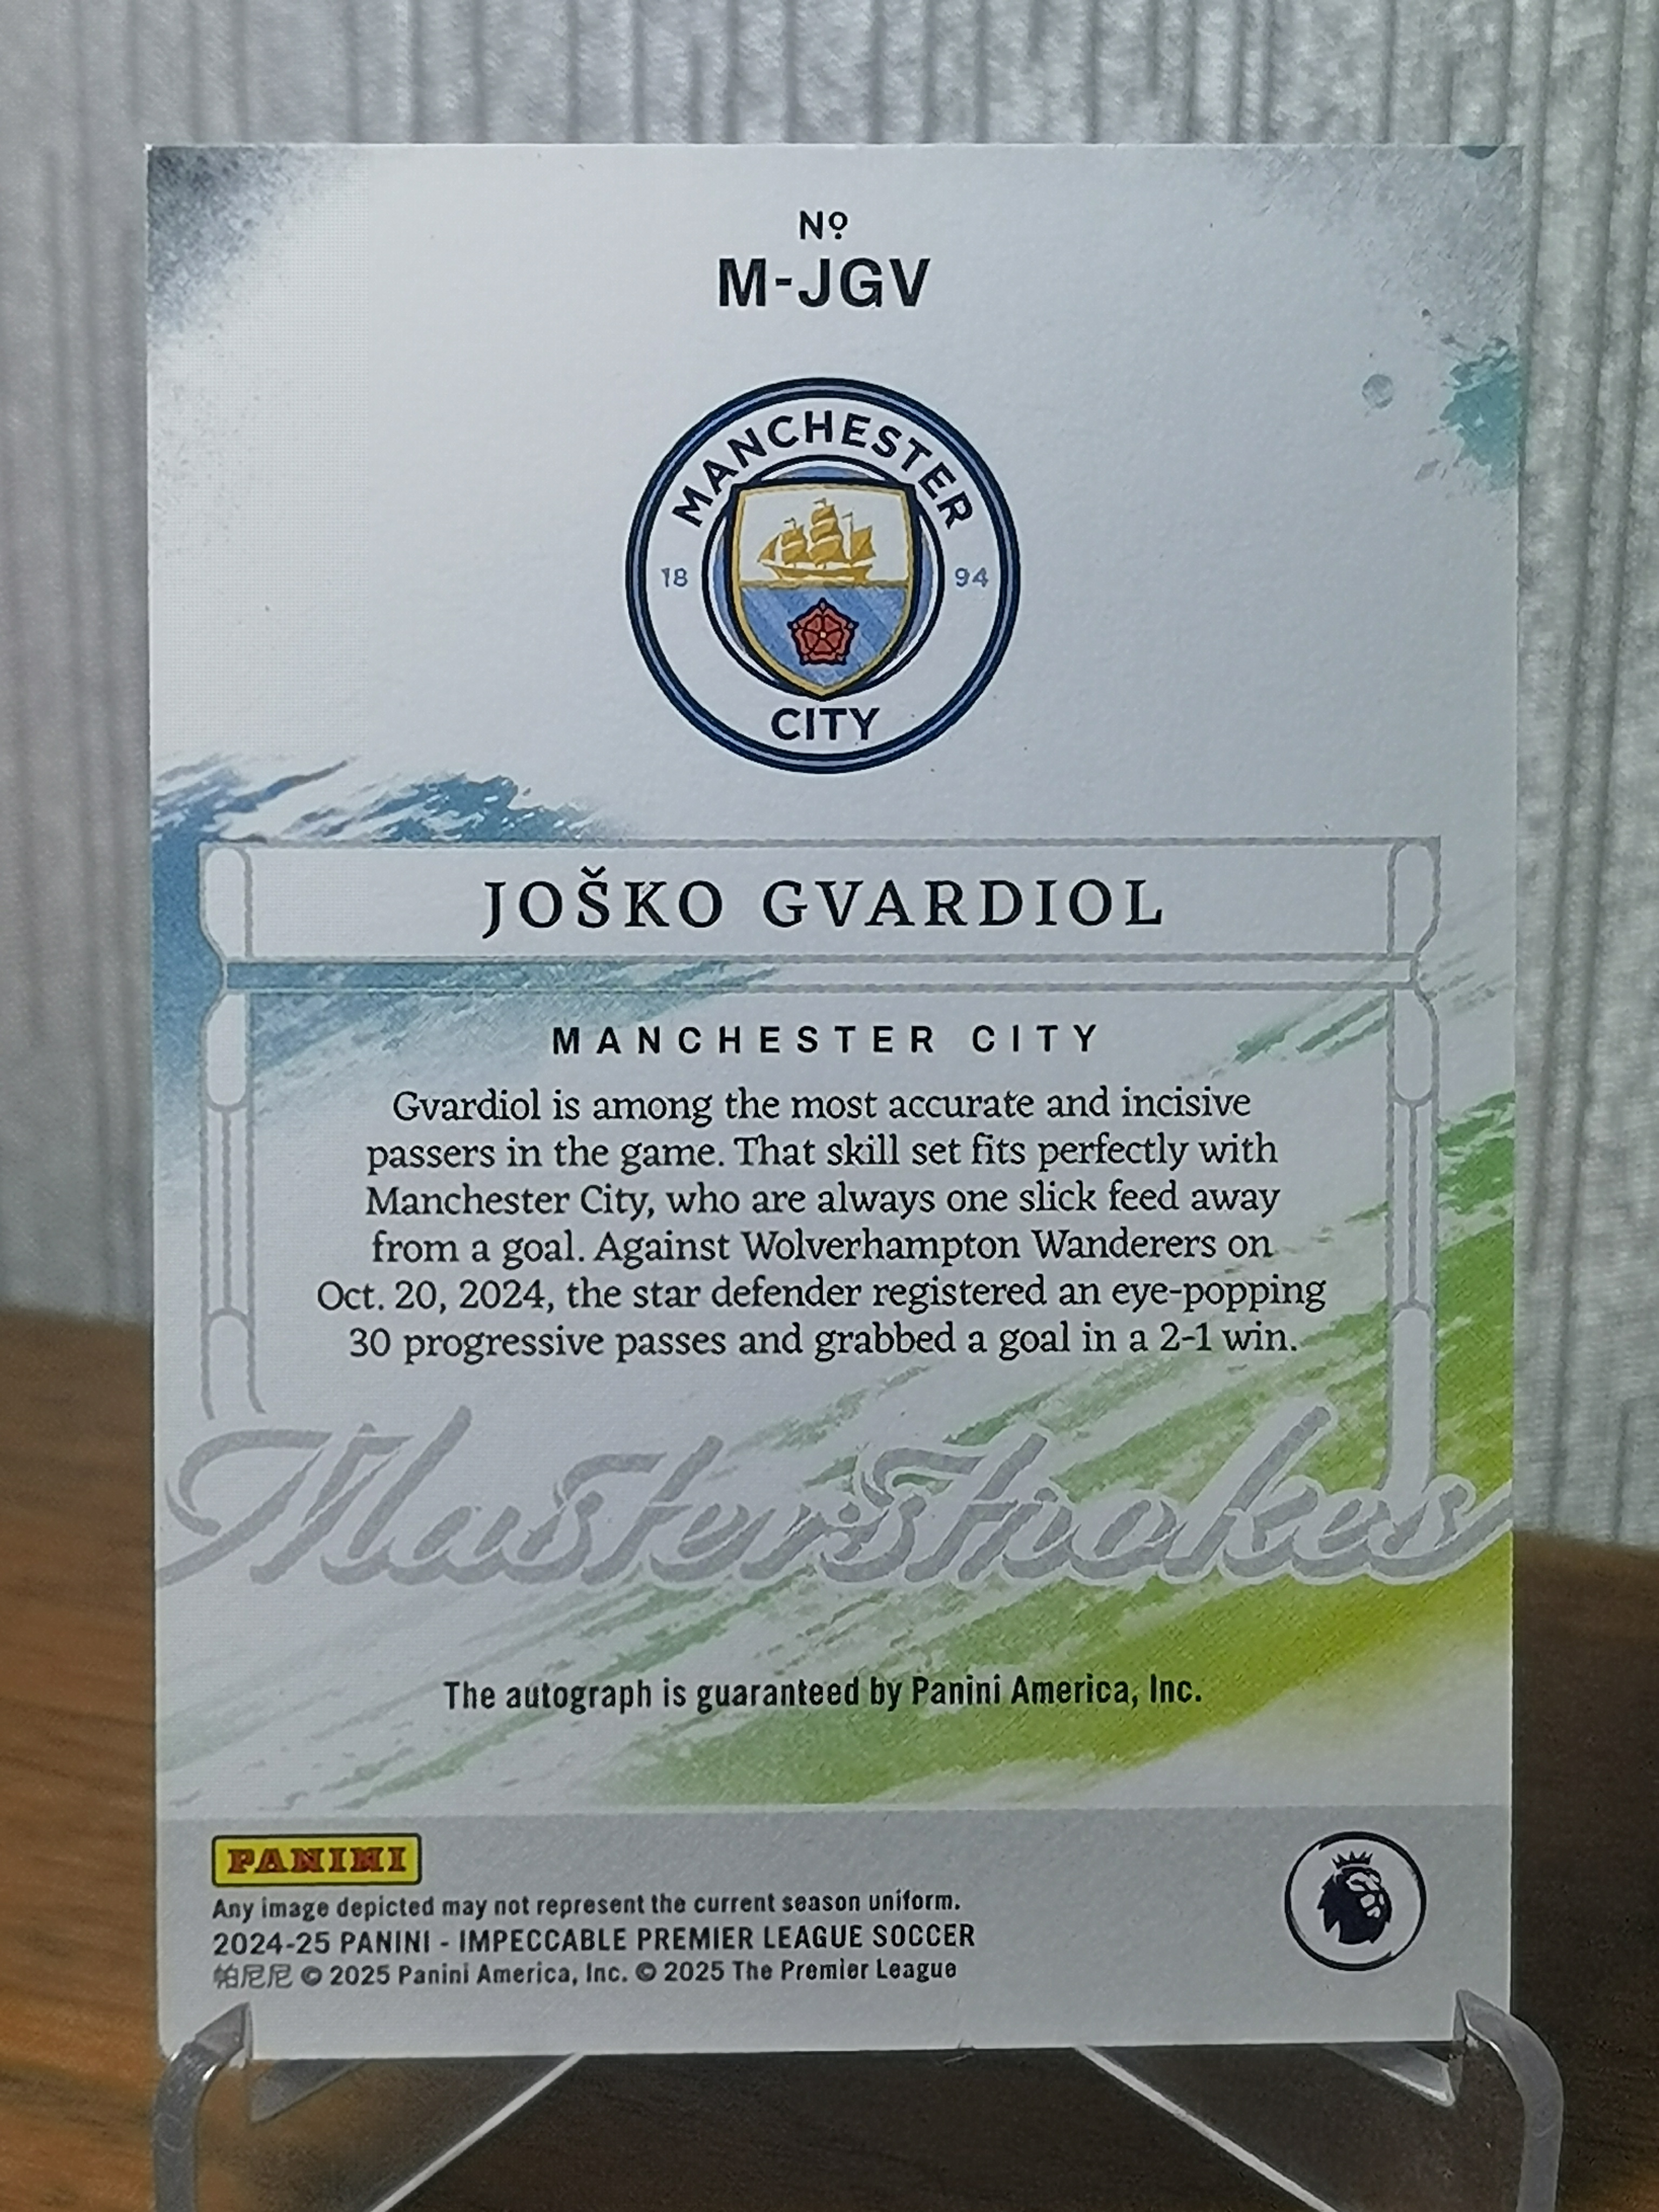 Nº
M-JGV
MANCHESTER
18 94
CITY
JOŠKO GVARDIOL
MANCHESTER CITY
Gvardiol is among the most accurate and incisive
passers in the game. That skill set fits perfectly with
Manchester City, who are always one slick feed away
from a goal. Against Wolverhampton Wanderers on
Oct. 20, 2024, the star defender registered an eye-popping
30 progressive passes and grabbed a goal in a 2-1 win.
Masterstrokes
The autograph is guaranteed by Panini America, Inc.
PANINI
Any image depicted may not represent the current season uniform.
2024-25 PANINI - IMPECCABLE PREMIER LEAGUE SOCCER
帕尼尼 © 2025 Panini America, Inc. © 2025 The Premier League